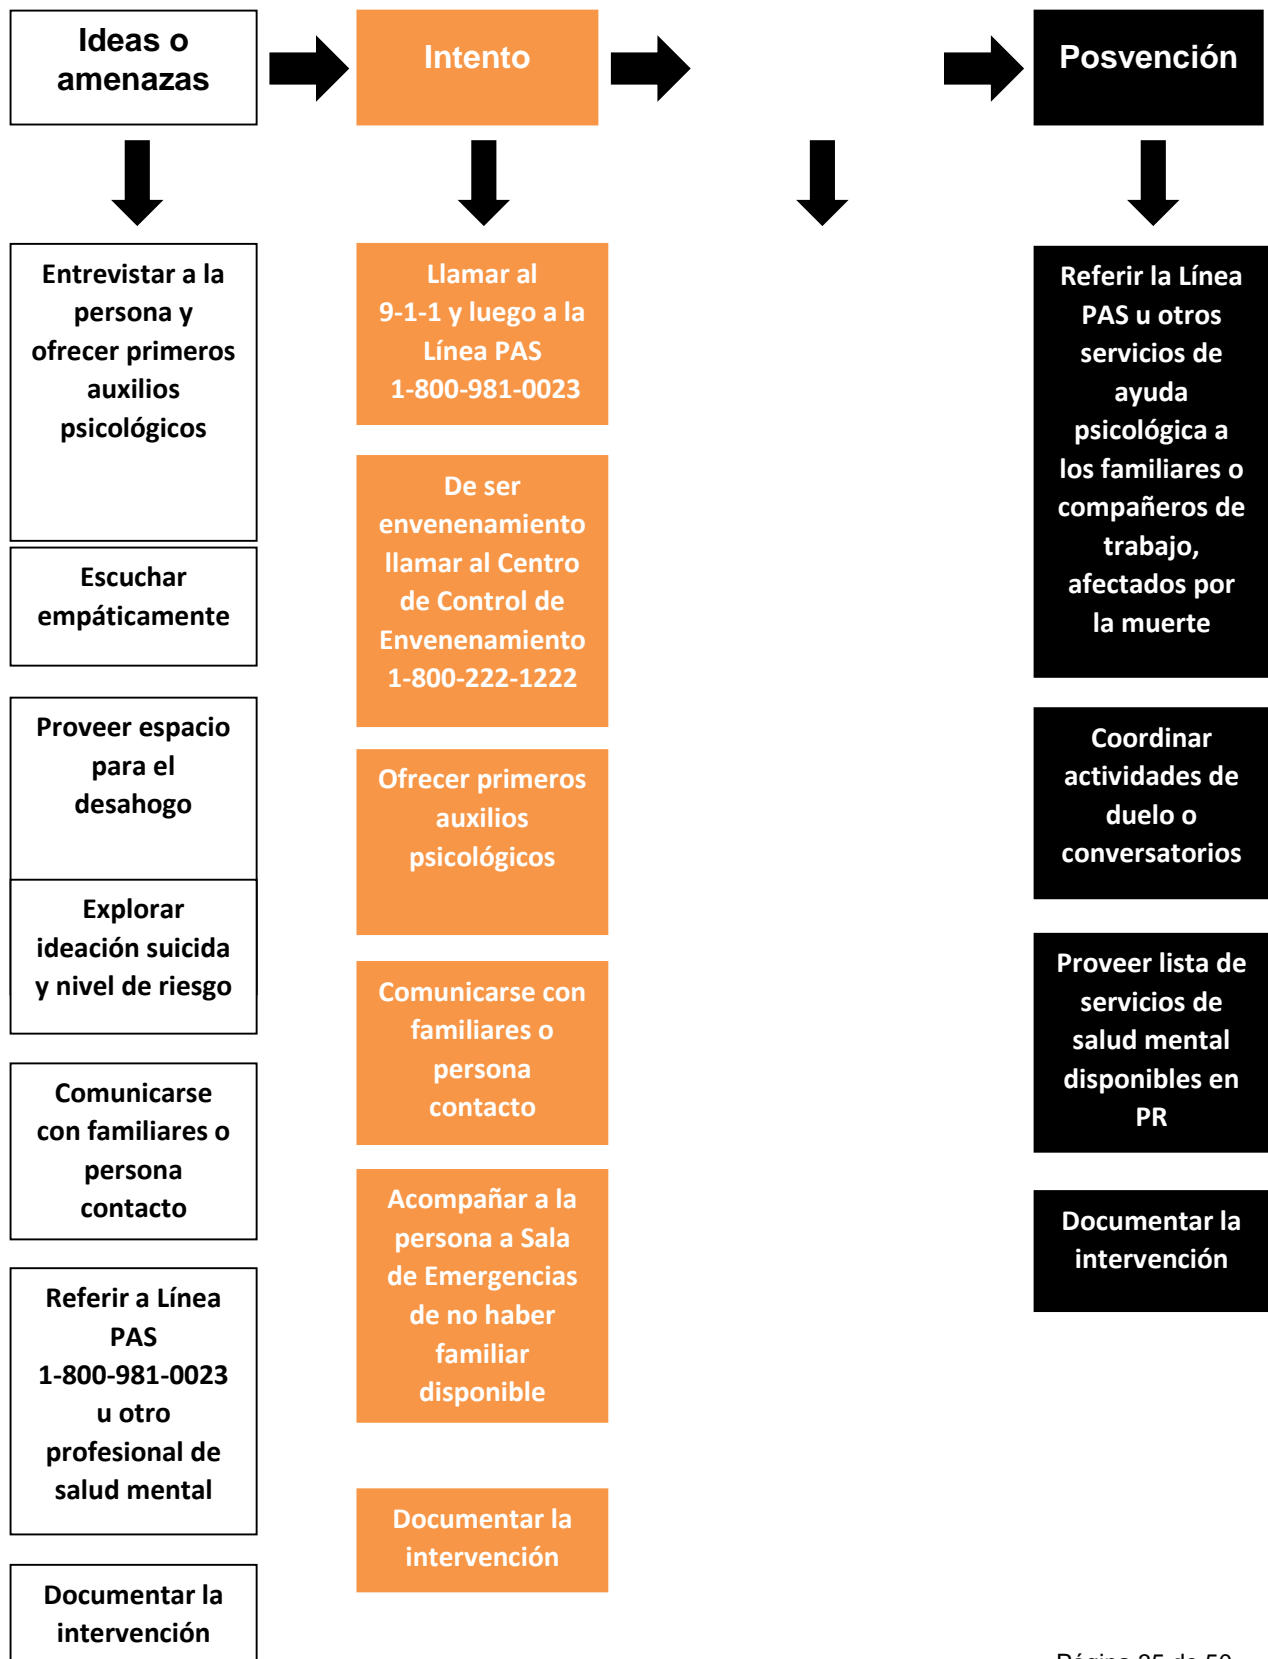 Ideas o
amenazas
Intento
Posvención
Entrevistar a la
persona y
ofrecer primeros
auxilios
psicológicos
Escuchar
empáticamente
Proveer espacio
para el
desahogo
Explorar
ideación suicida
y nivel de riesgo
Comunicarse
con familiares o
persona
contacto
Referir a Línea
PAS
1-800-981-0023
u otro
profesional de
salud mental
Documentar la
intervención
Llamar al
9-1-1 y luego a la
Línea PAS
1-800-981-0023
De ser
envenenamiento
llamar al Centro
de Control de
Envenenamiento
1-800-222-1222
Ofrecer primeros
auxilios
psicológicos
Comunicarse con
familiares o
persona
contacto
Acompañar a la
persona a Sala
de Emergencias
de no haber
familiar
disponible
Documentar la
intervención
Referir la Línea
PAS u otros
servicios de
ayuda
psicológica a
los familiares o
compañeros de
trabajo,
afectados por
la muerte
Coordinar
actividades de
duelo o
conversatorios
Proveer lista de
servicios de
salud mental
disponibles en
PR
Documentar la
intervención